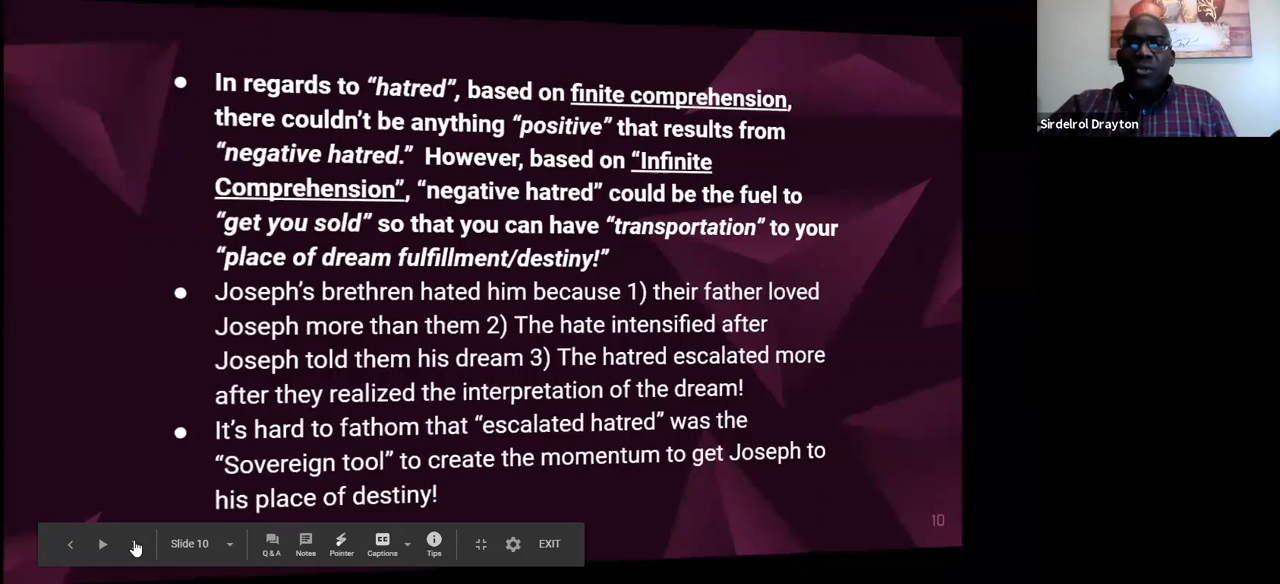 ● In regards to “hatred”, based on finite comprehension,
there couldn’t be anything “positive” that results from
“negative hatred.” However, based on “Infinite
Comprehension”, “negative hatred” could be the fuel to
“get you sold” so that you can have “transportation” to your
“place of dream fulfillment/destiny!”
● Joseph’s brethren hated him because 1) their father loved
Joseph more than them 2) The hate intensified after
Joseph told them his dream 3) The hatred escalated more
after they realized the interpretation of the dream!
● It’s hard to fathom that “escalated hatred” was the
“Sovereign tool” to create the momentum to get Joseph to
his place of destiny!
10
Slide 10
Q & A
Notes
Pointer
Captions
CC
Tips
EXIT
Sirdelrol Drayton